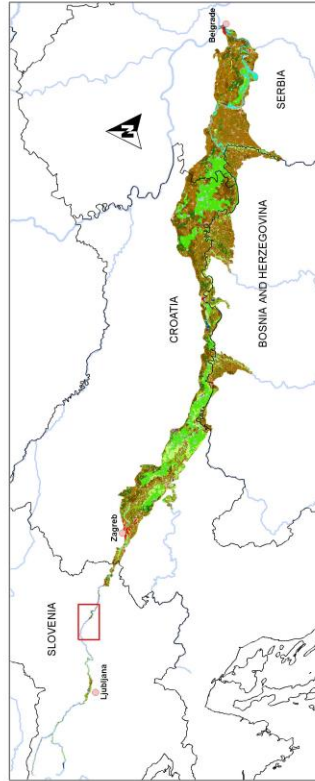 SLOVENIA
Ljubljana
Zagreb
CROATIA
N
BOSNIA AND HERZEGOVINA
SERBIA
Belgrade